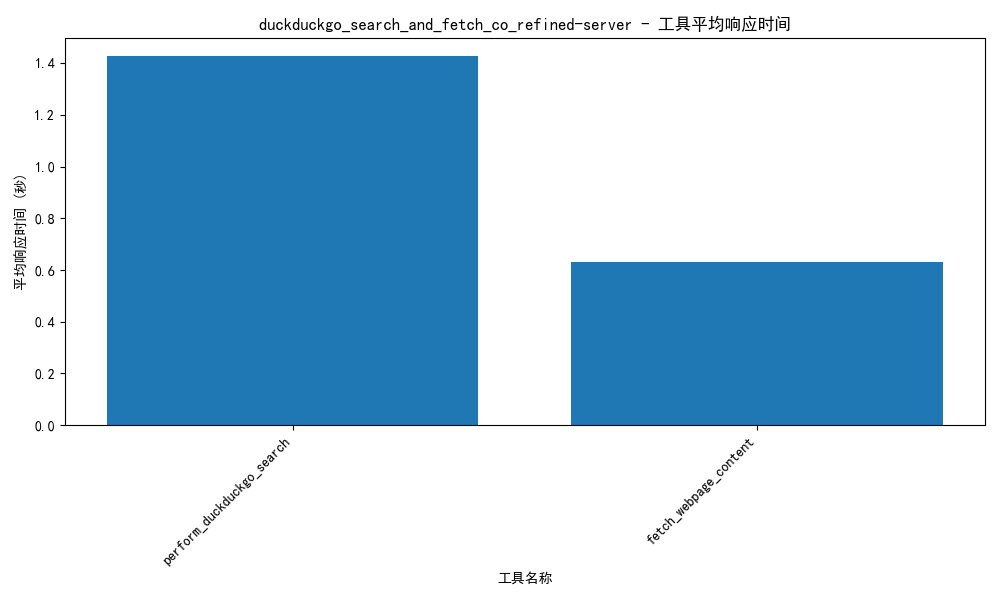 duckduckgo_search_and_fetch_co_refined-server - 工具平均响应时间
平均响应时间 (秒)
1.4
1.2
1.0
0.8
0.6
0.4
0.2
0.0
perform_duckduckgo_search
fetch_webpage_content
工具名称